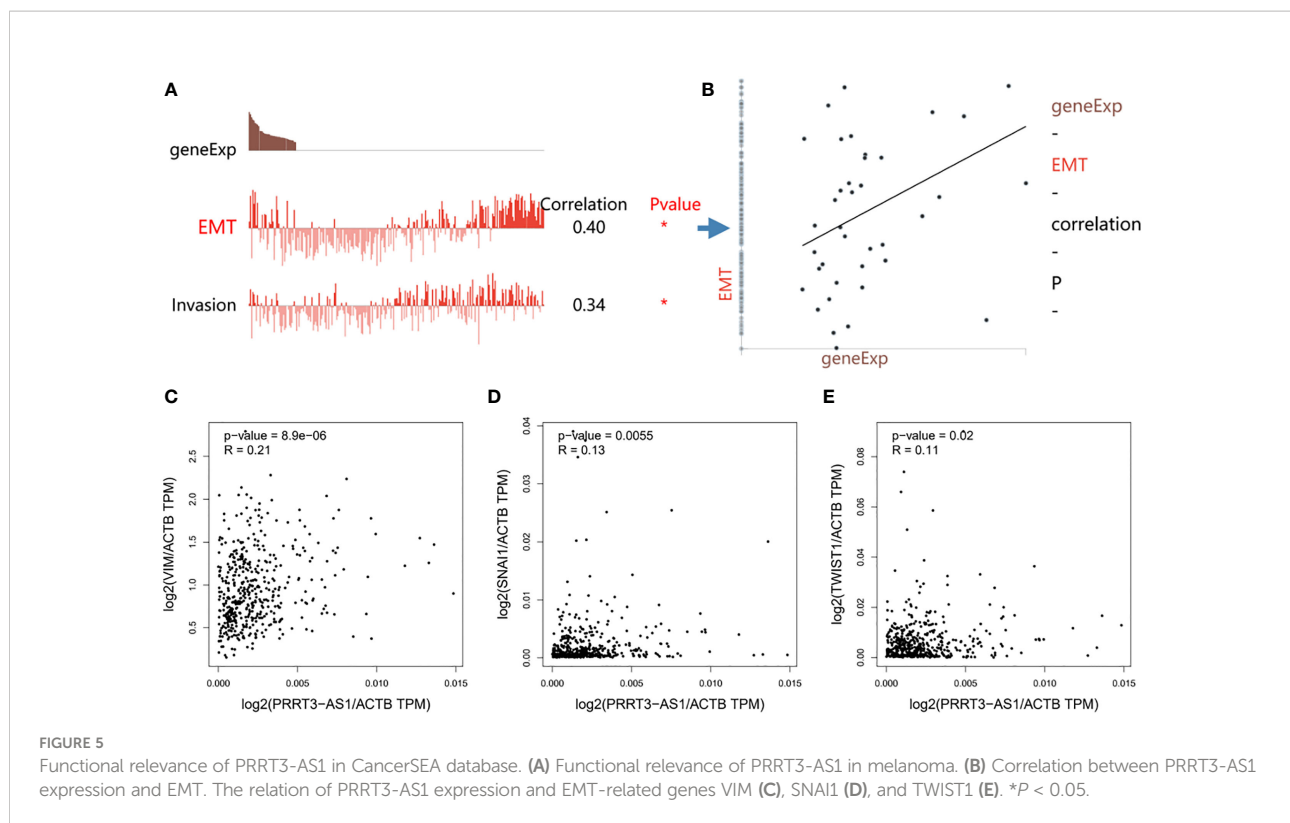 A
geneExp
Correlation Pvalue
EMT 0.40 *
Invasion 0.34 *
B
EMT
geneExp
geneExp
-
EMT
-
correlation
-
P
-
C
p-value = 8.9e-06
R = 0.21
log2(VIM/ACTB TPM)
2.5
2.0
1.5
1.0
0.5
0.000 0.005 0.010 0.015
log2(PRRT3-AS1/ACTB TPM)
D
p-value = 0.0055
R = 0.13
log2(SNAI1/ACTB TPM)
0.04
0.03
0.02
0.01
0.00
0.000 0.005 0.010 0.015
log2(PRRT3-AS1/ACTB TPM)
E
p-value = 0.02
R = 0.11
log2(TWIST1/ACTB TPM)
0.08
0.06
0.04
0.02
0.00
0.000 0.005 0.010 0.015
log2(PRRT3-AS1/ACTB TPM)
FIGURE 5
Functional relevance of PRRT3-AS1 in CancerSEA database. (A) Functional relevance of PRRT3-AS1 in melanoma. (B) Correlation between PRRT3-AS1
expression and EMT. The relation of PRRT3-AS1 expression and EMT-related genes VIM (C), SNAI1 (D), and TWIST1 (E). *P < 0.05.